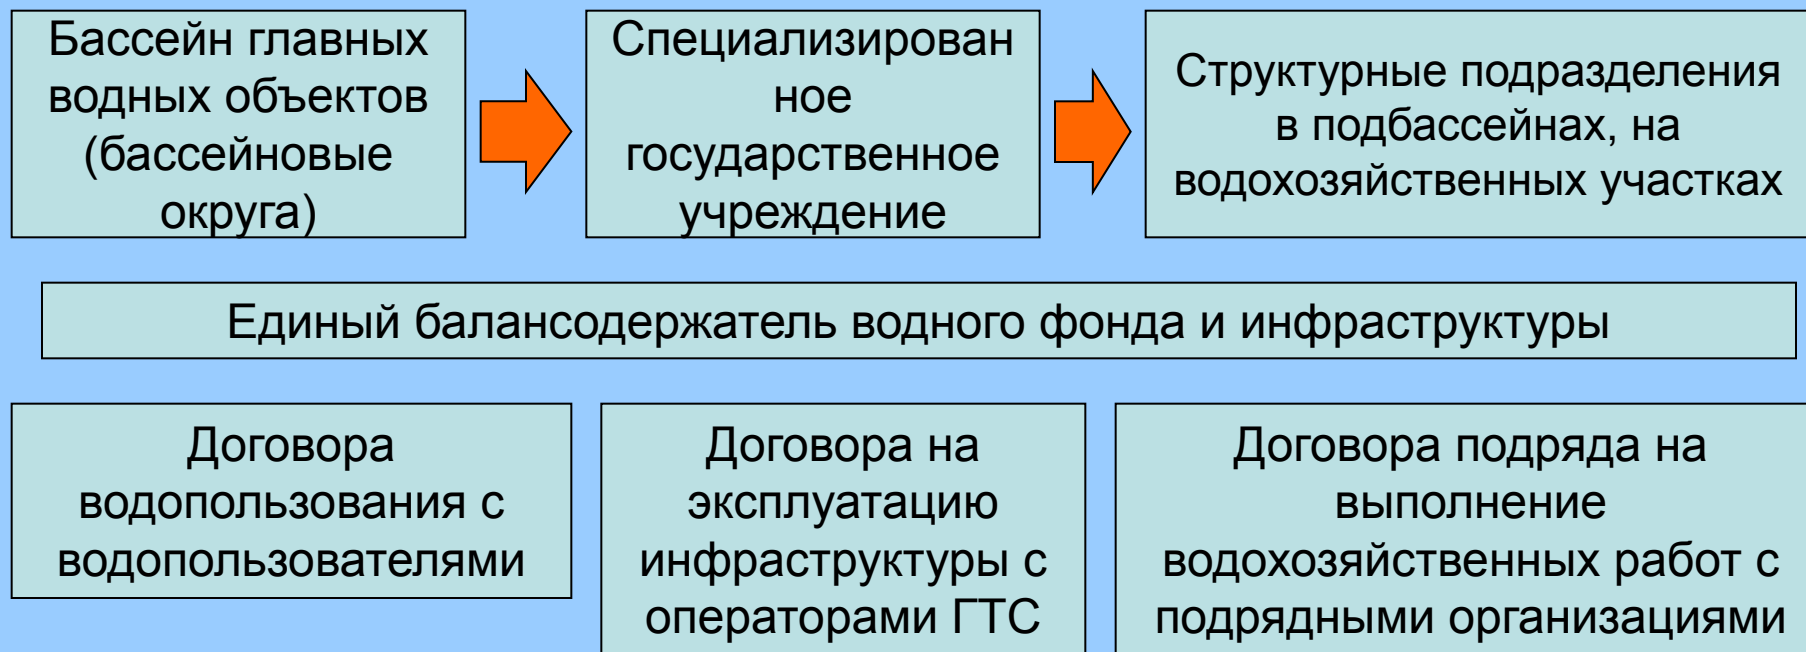 Бассейн главных
водных объектов
(бассейновые
округа)
Специализирован
ное
государственное
учреждение
Структурные подразделения
в подбассейнах, на
водохозяйственных участках
Единый балансодержатель водного фонда и инфраструктуры
Договора
водопользования с
водопользователями
Договора на
эксплуатацию
инфраструктуры с
операторами ГТС
Договора подряда на
выполнение
водохозяйственных работ с
подрядными организациями